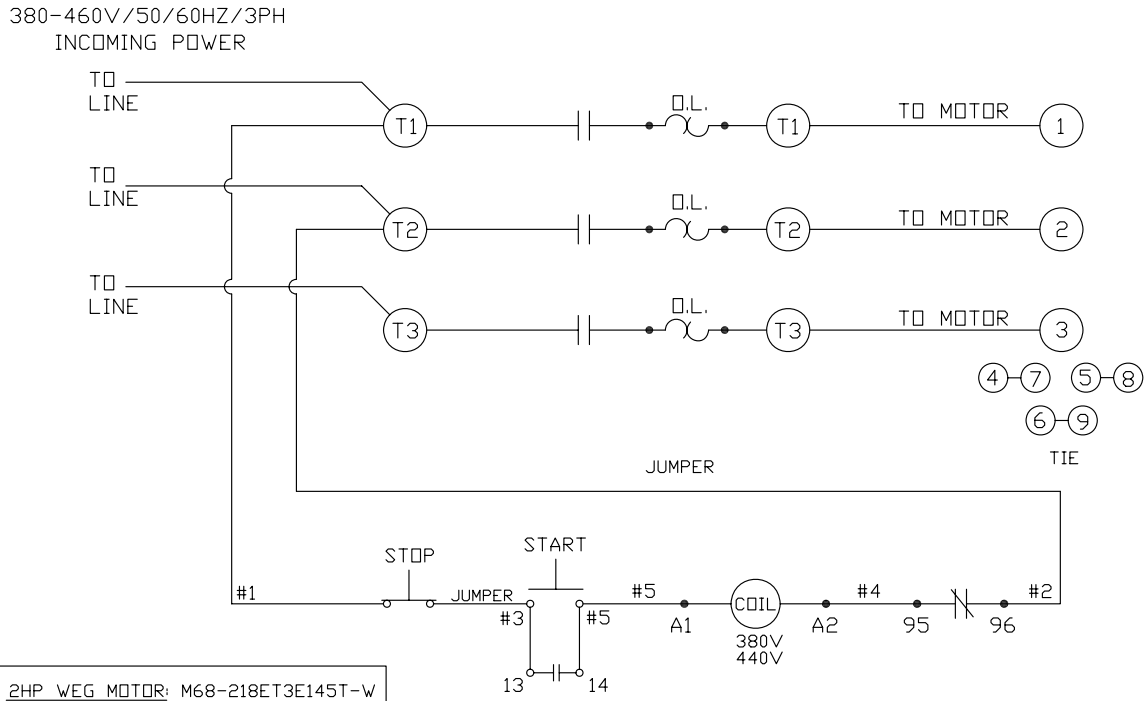 380-460V/50/60HZ/3PH
INCOMING POWER
TO
LINE
T1
O.L.
T1
TO MOTOR
1
TO
LINE
T2
O.L.
T2
TO MOTOR
2
TO
LINE
T3
O.L.
T3
TO MOTOR
3
4
7
5
8
6
9
TIE
JUMPER
STOP
START
#1
JUMPER
#3
#5
#5
A1
COIL
380V
440V
A2
#4
95
96
#2
13
14
2HP WEG MOTOR: M68-218ET3E145T-W